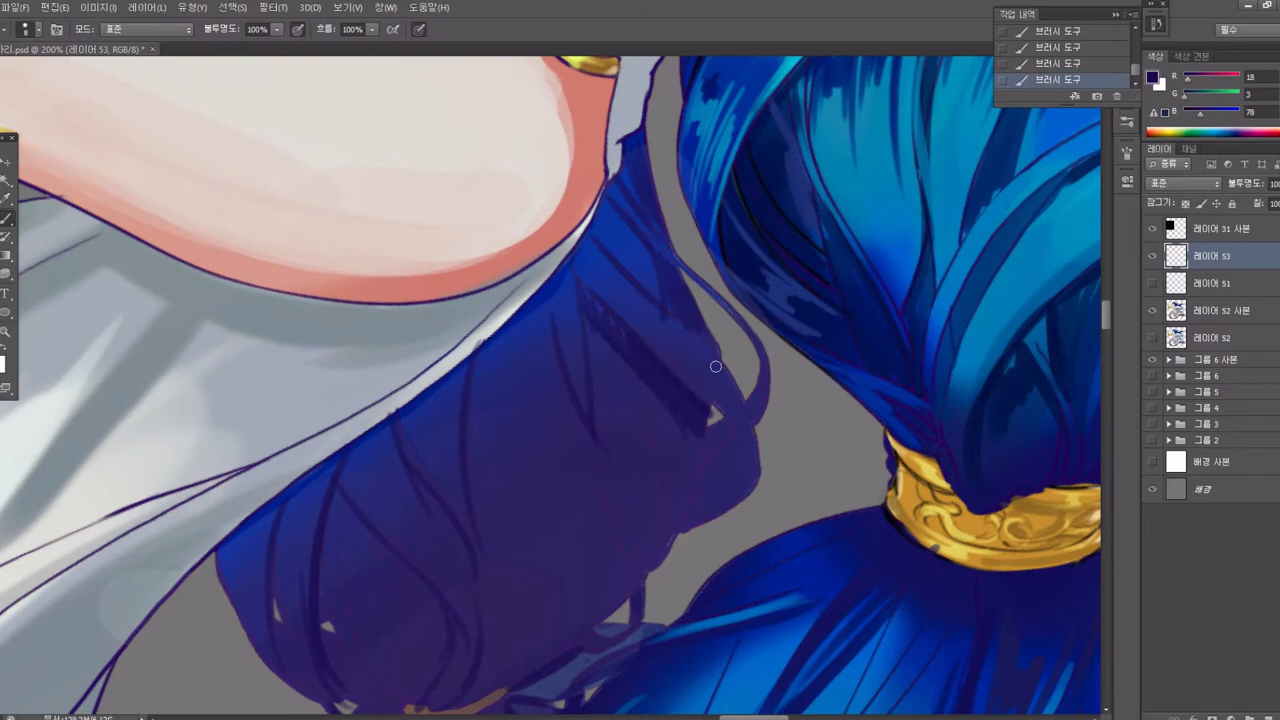 파일(F) 편집(E) 이미지(I) 레이어(L) 유형(Y) 선택(S) 필터(T) 3D(D) 보기(V) 창(W) 도움말(H)
모드: 표준 불투명도: 100% 흐름: 100%
필수
리.psd @ 200% (레이어 53, RGB/8) *
작업 내역
브러시 도구
브러시 도구
브러시 도구
브러시 도구
색상 색상 견본
R 18
G 3
B 78
레이어 채널
종류
표준 불투명도: 100
잠그기: 칠: 100
레이어 31 사본
레이어 53
레이어 51
레이어 52 사본
레이어 52
그룹 6 사본
그룹 6
그룹 5
그룹 4
그룹 3
그룹 2
배경 사본
배경